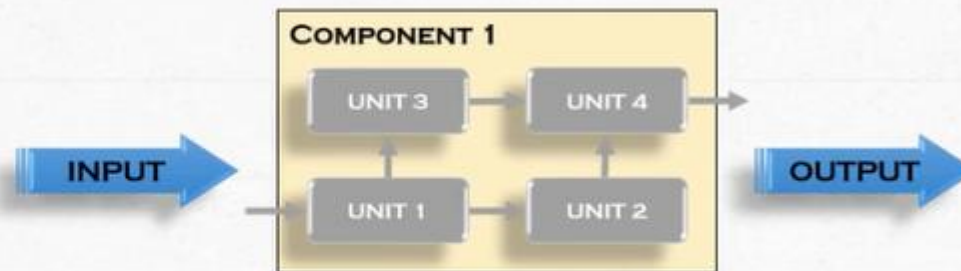 COMPONENT 1
UNIT 3
UNIT 4
INPUT
OUTPUT
UNIT 1
UNIT 2